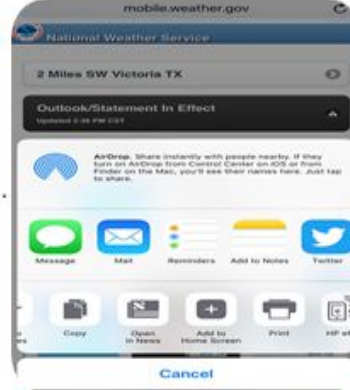 mobile.weather.gov
National Weather Service
2 Miles SW Victoria TX
Outlook/Statement In Effect
Updated 2:36 PM CST
AirDrop. Share instantly with people nearby. If they
turn on AirDrop from Control Center on iOS or from
Finder on the Mac, you'll see their names here. Just tap
to share.
Message Mail Reminders Add to Notes Twitter
Copy Open in News Add to Home Screen Print
Cancel